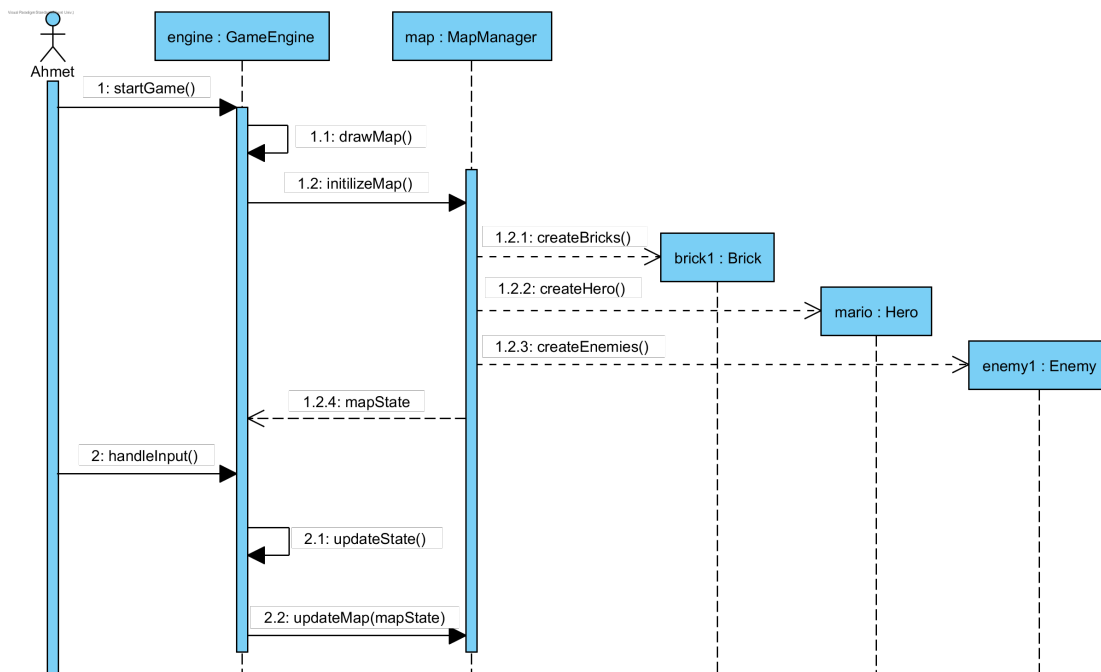 engine : GameEngine
map : MapManager
Ahmet
1: startGame()
1.1: drawMap()
1.2: initilizeMap()
1.2.1: createBricks()
brick1 : Brick
1.2.2: createHero()
mario : Hero
1.2.3: createEnemies()
enemy1 : Enemy
1.2.4: mapState
2: handleInput()
2.1: updateState()
2.2: updateMap(mapState)